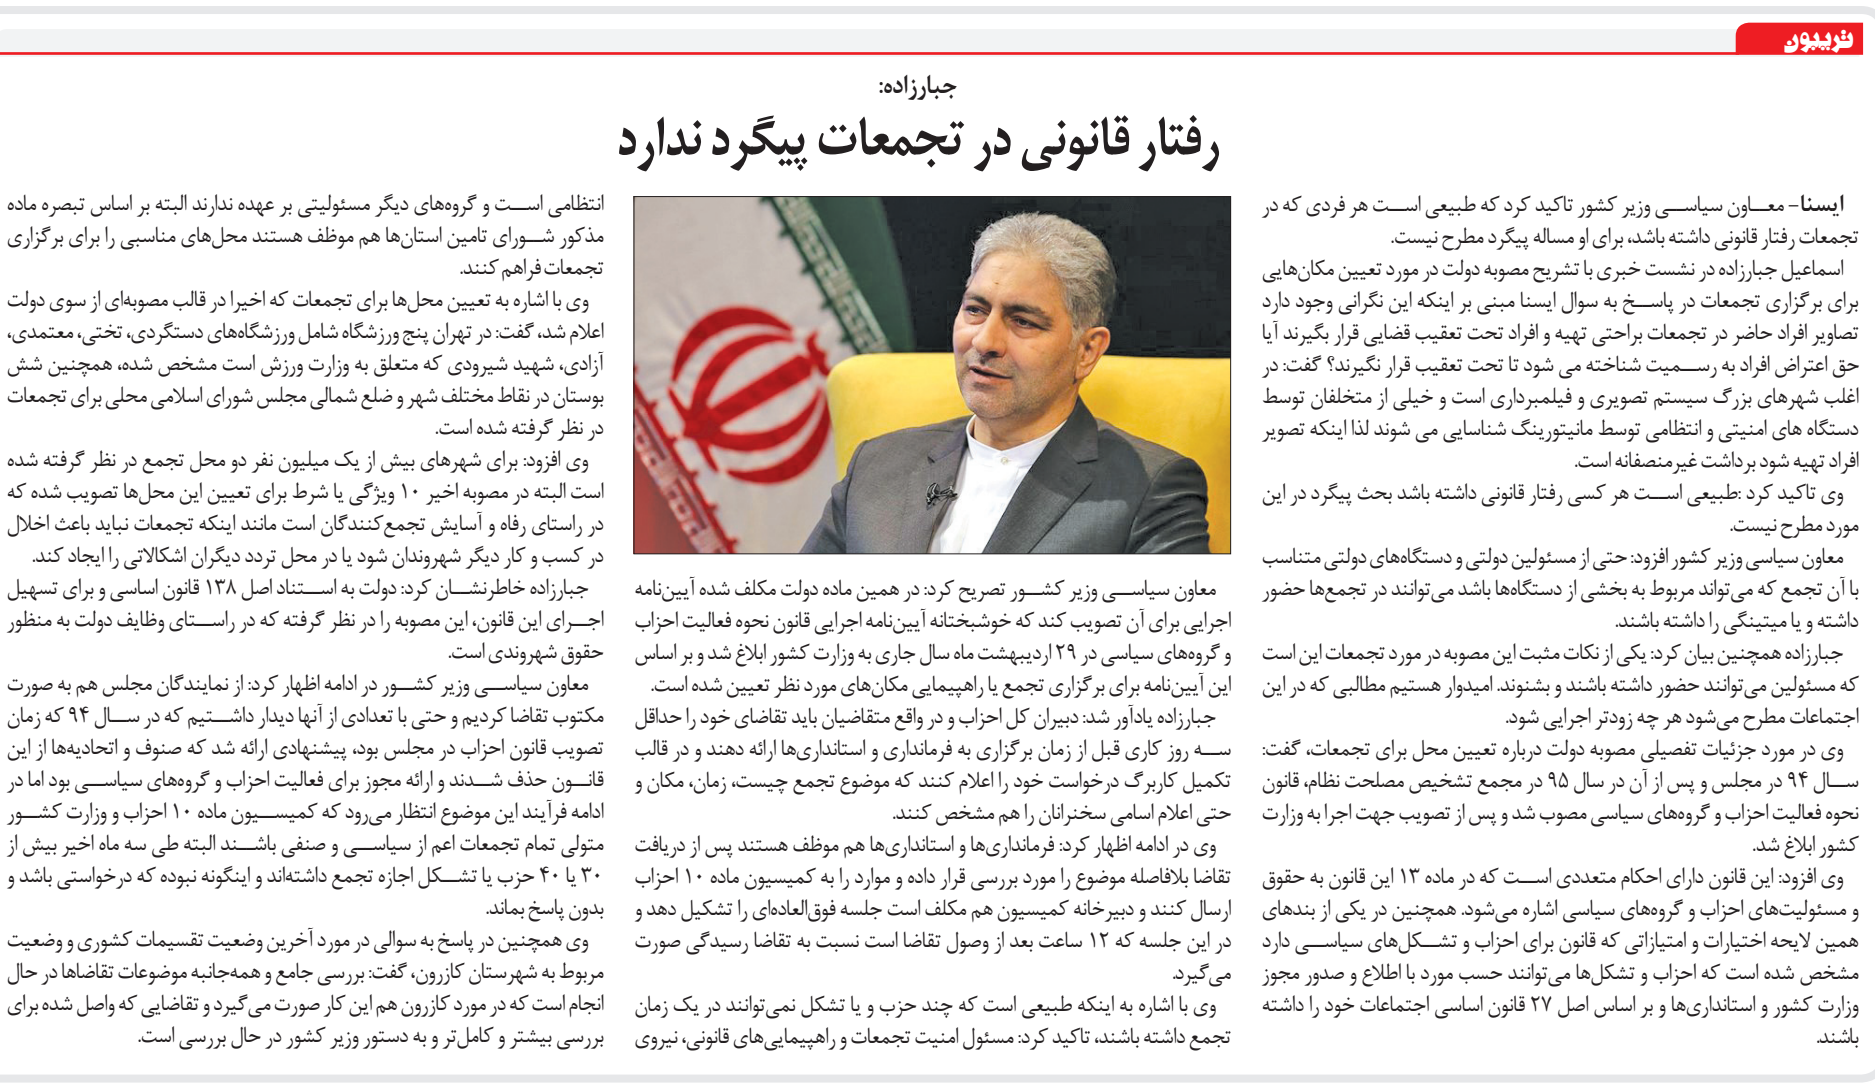 تریبون
جبارزاده:
رفتار قانونی در تجمعات پیگرد ندارد
ایسنا- معـاون سیاسـی وزیر کشور تاکید کرد که طبیعی اسـت هر فردی که در
تجمعات رفتار قانونی داشته باشد، برای او مساله پیگرد مطرح نیست.
اسماعیل جبارزاده در نشست خبری با تشریح مصوبه دولت در مورد تعیین مکان‌هایی
برای برگزاری تجمعات در پاسـخ به سوال ایسنا مبنی بر اینکه این نگرانی وجود دارد
تصاویر افراد حاضر در تجمعات براحتی تهیه و افراد تحت تعقیب قضایی قرار بگیرند آیا
حق اعتراض افراد به رسـمیت شناخته می شود تا تحت تعقیب قرار نگیرند؟ گفت: در
اغلب شهرهای بزرگ سیستم تصویری و فیلمبرداری است و خیلی از متخلفان توسط
دستگاه های امنیتی و انتظامی توسط مانیتورینگ شناسایی می شوند لذا اینکه تصویر
افراد تهیه شود برداشت غیرمنصفانه است.
وی تاکید کرد :طبیعی اسـت هر کسی رفتار قانونی داشته باشد بحث پیگرد در این
مورد مطرح نیست.
معاون سیاسی وزیر کشور افزود: حتی از مسئولین دولتی و دستگاه‌های دولتی متناسب
با آن تجمع که می‌تواند مربوط به بخشی از دستگاه‌ها باشد می‌توانند در تجمع‌ها حضور
داشته و یا میتینگی را داشته باشند.
جبارزاده همچنین بیان کرد: یکی از نکات مثبت این مصوبه در مورد تجمعات این است
که مسئولین می‌توانند حضور داشته باشند و بشنوند. امیدوار هستیم مطالبی که در این
اجتماعات مطرح می‌شود هر چه زودتر اجرایی شود.
وی در مورد جزئیات تفصیلی مصوبه دولت درباره تعیین محل برای تجمعات، گفت:
سـال ۹۴ در مجلس و پس از آن در سال ۹۵ در مجمع تشخیص مصلحت نظام، قانون
نحوه فعالیت احزاب و گروه‌های سیاسی مصوب شد و پس از تصویب جهت اجرا به وزارت
کشور ابلاغ شد.
وی افزود: این قانون دارای احکام متعددی اسـت که در ماده ۱۳ این قانون به حقوق
و مسئولیت‌های احزاب و گروه‌های سیاسی اشاره می‌شود. همچنین در یکی از بندهای
همین لایحه اختیارات و امتیازاتی که قانون برای احزاب و تشـکل‌های سیاسـی دارد
مشخص شده است که احزاب و تشکل‌ها می‌توانند حسب مورد با اطلاع و صدور مجوز
وزارت کشور و استانداری‌ها و بر اساس اصل ۲۷ قانون اساسی اجتماعات خود را داشته
باشند.
معاون سیاسـی وزیر کشـور تصریح کرد: در همین ماده دولت مکلف شده آیین‌نامه
اجرایی برای آن تصویب کند که خوشبختانه آیین‌نامه اجرایی قانون نحوه فعالیت احزاب
و گروه‌های سیاسی در ۲۹ اردیبهشت ماه سال جاری به وزارت کشور ابلاغ شد و بر اساس
این آیین‌نامه برای برگزاری تجمع یا راهپیمایی مکان‌های مورد نظر تعیین شده است.
جبارزاده یادآور شد: دبیران کل احزاب و در واقع متقاضیان باید تقاضای خود را حداقل
سـه روز کاری قبل از زمان برگزاری به فرمانداری و استانداری‌ها ارائه دهند و در قالب
تکمیل کاربرگ درخواست خود را اعلام کنند که موضوع تجمع چیست، زمان، مکان و
حتی اعلام اسامی سخنرانان را هم مشخص کنند.
وی در ادامه اظهار کرد: فرمانداری‌ها و استانداری‌ها هم موظف هستند پس از دریافت
تقاضا بلافاصله موضوع را مورد بررسی قرار داده و موارد را به کمیسیون ماده ۱۰ احزاب
ارسال کنند و دبیرخانه کمیسیون هم مکلف است جلسه فوق‌العاده‌ای را تشکیل دهد و
در این جلسه که ۱۲ ساعت بعد از وصول تقاضا است نسبت به تقاضا رسیدگی صورت
می‌گیرد.
وی با اشاره به اینکه طبیعی است که چند حزب و یا تشکل نمی‌توانند در یک زمان
تجمع داشته باشند، تاکید کرد: مسئول امنیت تجمعات و راهپیمایی‌های قانونی، نیروی
انتظامی اسـت و گروه‌های دیگر مسئولیتی بر عهده ندارند البته بر اساس تبصره ماده
مذکور شـورای تامین استان‌ها هم موظف هستند محل‌های مناسبی را برای برگزاری
تجمعات فراهم کنند.
وی با اشاره به تعیین محل‌ها برای تجمعات که اخیرا در قالب مصوبه‌ای از سوی دولت
اعلام شد، گفت: در تهران پنج ورزشگاه شامل ورزشگاه‌های دستگردی، تختی، معتمدی،
آزادی، شهید شیرودی که متعلق به وزارت ورزش است مشخص شده، همچنین شش
بوستان در نقاط مختلف شهر و ضلع شمالی مجلس شورای اسلامی محلی برای تجمعات
در نظر گرفته شده است.
وی افزود: برای شهرهای بیش از یک میلیون نفر دو محل تجمع در نظر گرفته شده
است البته در مصوبه اخیر ۱۰ ویژگی یا شرط برای تعیین این محل‌ها تصویب شده که
در راستای رفاه و آسایش تجمع‌کنندگان است مانند اینکه تجمعات نباید باعث اخلال
در کسب و کار دیگر شهروندان شود یا در محل تردد دیگران اشکالاتی را ایجاد کند.
جبارزاده خاطرنشـان کرد: دولت به اسـتناد اصل ۱۳۸ قانون اساسی و برای تسهیل
اجـرای این قانون، این مصوبه را در نظر گرفته که در راسـتای وظایف دولت به منظور
حقوق شهروندی است.
معاون سیاسـی وزیر کشـور در ادامه اظهار کرد: از نمایندگان مجلس هم به صورت
مکتوب تقاضا کردیم و حتی با تعدادی از آنها دیدار داشـتیم که در سـال ۹۴ که زمان
تصویب قانون احزاب در مجلس بود، پیشنهادی ارائه شد که صنوف و اتحادیه‌ها از این
قانـون حذف شـدند و ارائه مجوز برای فعالیت احزاب و گروه‌های سیاسـی بود اما در
ادامه فرآیند این موضوع انتظار می‌رود که کمیسـیون ماده ۱۰ احزاب و وزارت کشـور
متولی تمام تجمعات اعم از سیاسـی و صنفی باشـند البته طی سه ماه اخیر بیش از
۳۰ یا ۴۰ حزب یا تشـکل اجازه تجمع داشته‌اند و اینگونه نبوده که درخواستی باشد و
بدون پاسخ بماند.
وی همچنین در پاسخ به سوالی در مورد آخرین وضعیت تقسیمات کشوری و وضعیت
مربوط به شهرستان کازرون، گفت: بررسی جامع و همه‌جانبه موضوعات تقاضاها در حال
انجام است که در مورد کازرون هم این کار صورت می‌گیرد و تقاضایی که واصل شده برای
بررسی بیشتر و کامل‌تر و به دستور وزیر کشور در حال بررسی است.